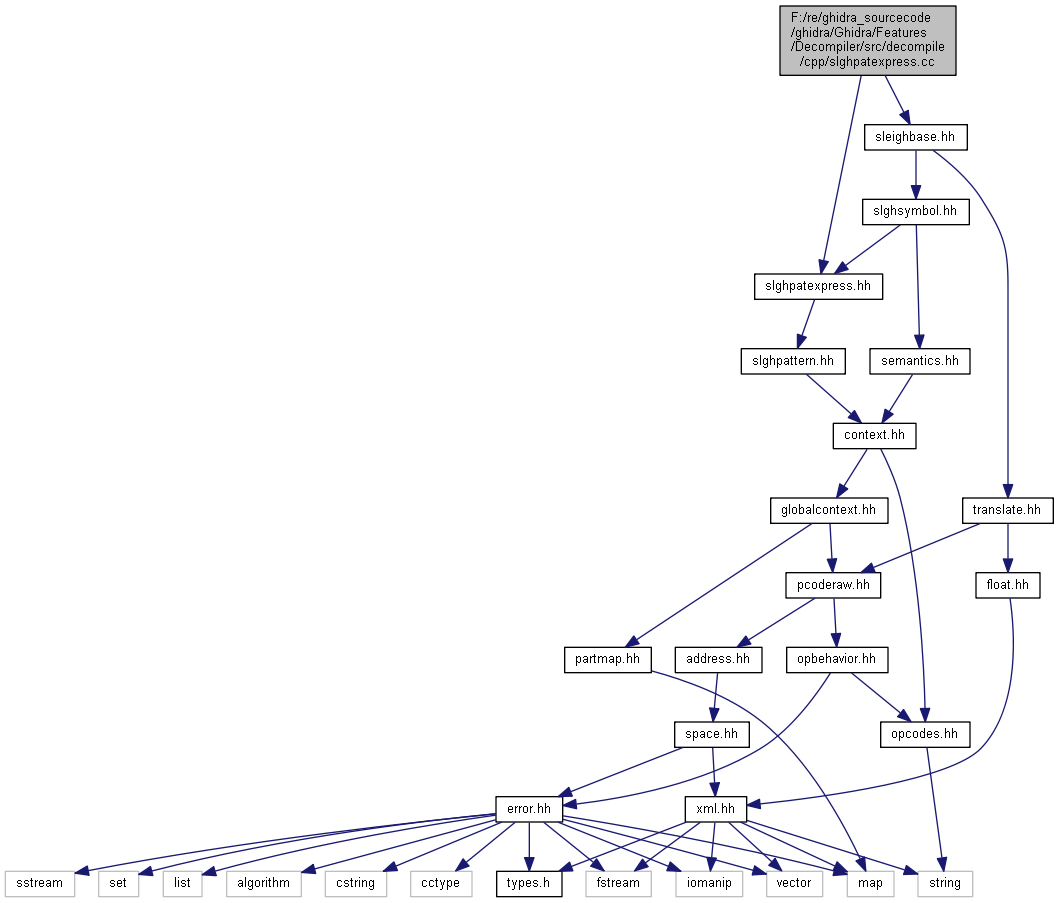 F:/re/ghidra_sourcecode
/ghidra/Ghidra/Features
/Decompiler/src/decompile
/cpp/slghpatexpress.cc
sleighbase.hh
slghsymbol.hh
slghpatexpress.hh
slghpattern.hh
semantics.hh
context.hh
globalcontext.hh
translate.hh
pcoderaw.hh
float.hh
partmap.hh
address.hh
opbehavior.hh
space.hh
opcodes.hh
error.hh
xml.hh
sstream
set
list
algorithm
cstring
cctype
types.h
fstream
iomanip
vector
map
string